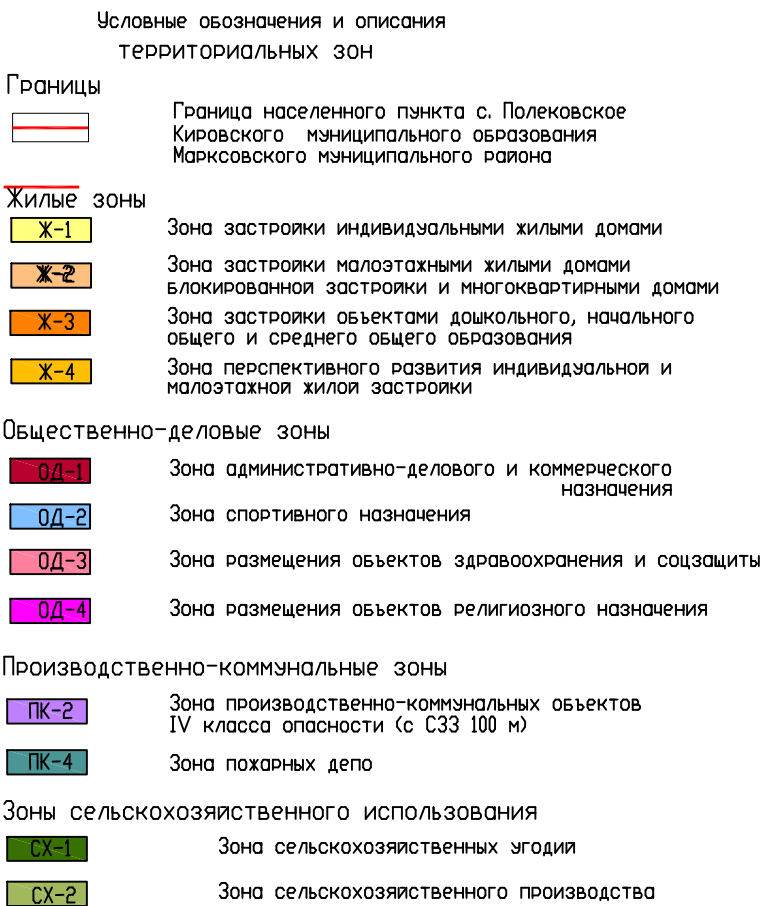 Условные обозначения и описания
территориальных зон
Границы
Граница населенного пункта с. Полековское
Кировского муниципального образования
Марксовского муниципального района
Жилые зоны
Ж-1 Зона застройки индивидуальными жилыми домами
Ж-2 Зона застройки малоэтажными жилыми домами
блокированной застройки и многоквартирными домами
Ж-3 Зона застройки объектами дошкольного, начального
общего и среднего общего образования
Ж-4 Зона перспективного развития индивидуальной и
малоэтажной жилой застройки
Общественно-деловые зоны
ОД-1 Зона административно-делового и коммерческого
назначения
ОД-2 Зона спортивного назначения
ОД-3 Зона размещения объектов здравоохранения и соцзащиты
ОД-4 Зона размещения объектов религиозного назначения
Производственно-коммунальные зоны
ПК-2 Зона производственно-коммунальных объектов
IV класса опасности (с СЗЗ 100 м)
ПК-4 Зона пожарных депо
Зоны сельскохозяйственного использования
СХ-1 Зона сельскохозяйственных угодий
СХ-2 Зона сельскохозяйственного производства